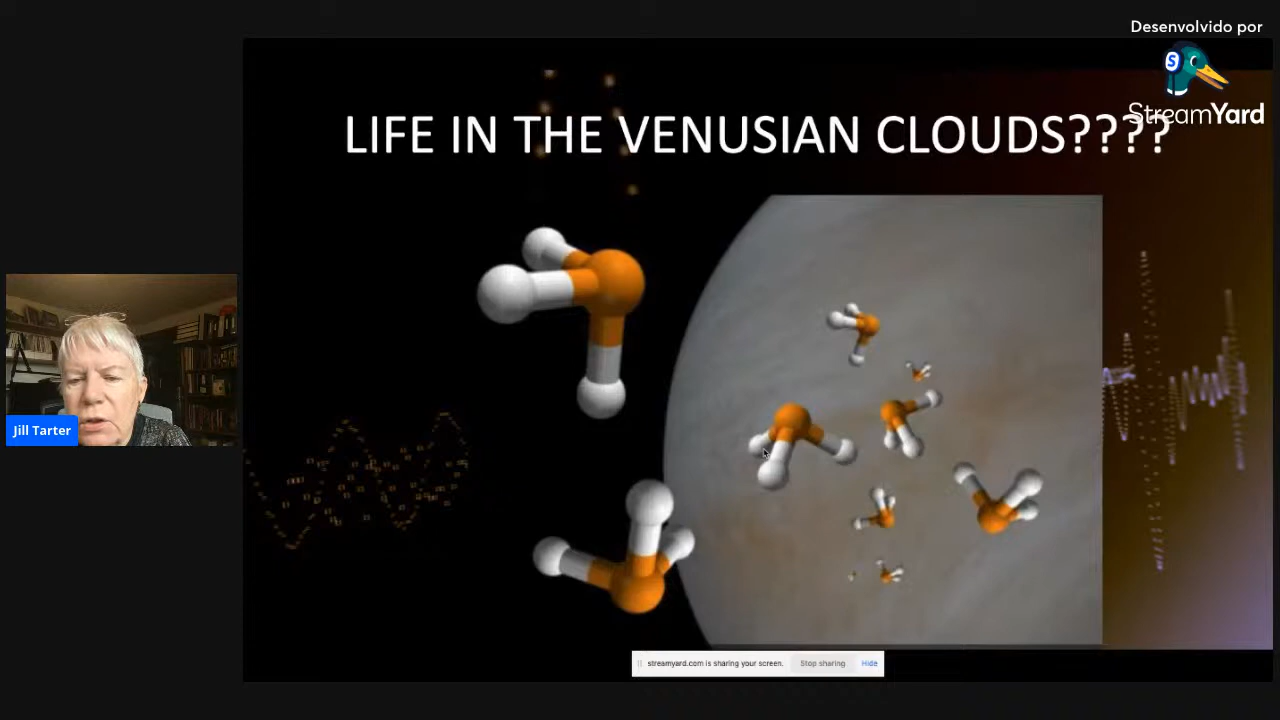 Desenvolvido por
S
StreamYard
LIFE IN THE VENUSIAN CLOUDS????
Jill Tarter
streamyard.com is sharing your screen.
Stop sharing
Hide